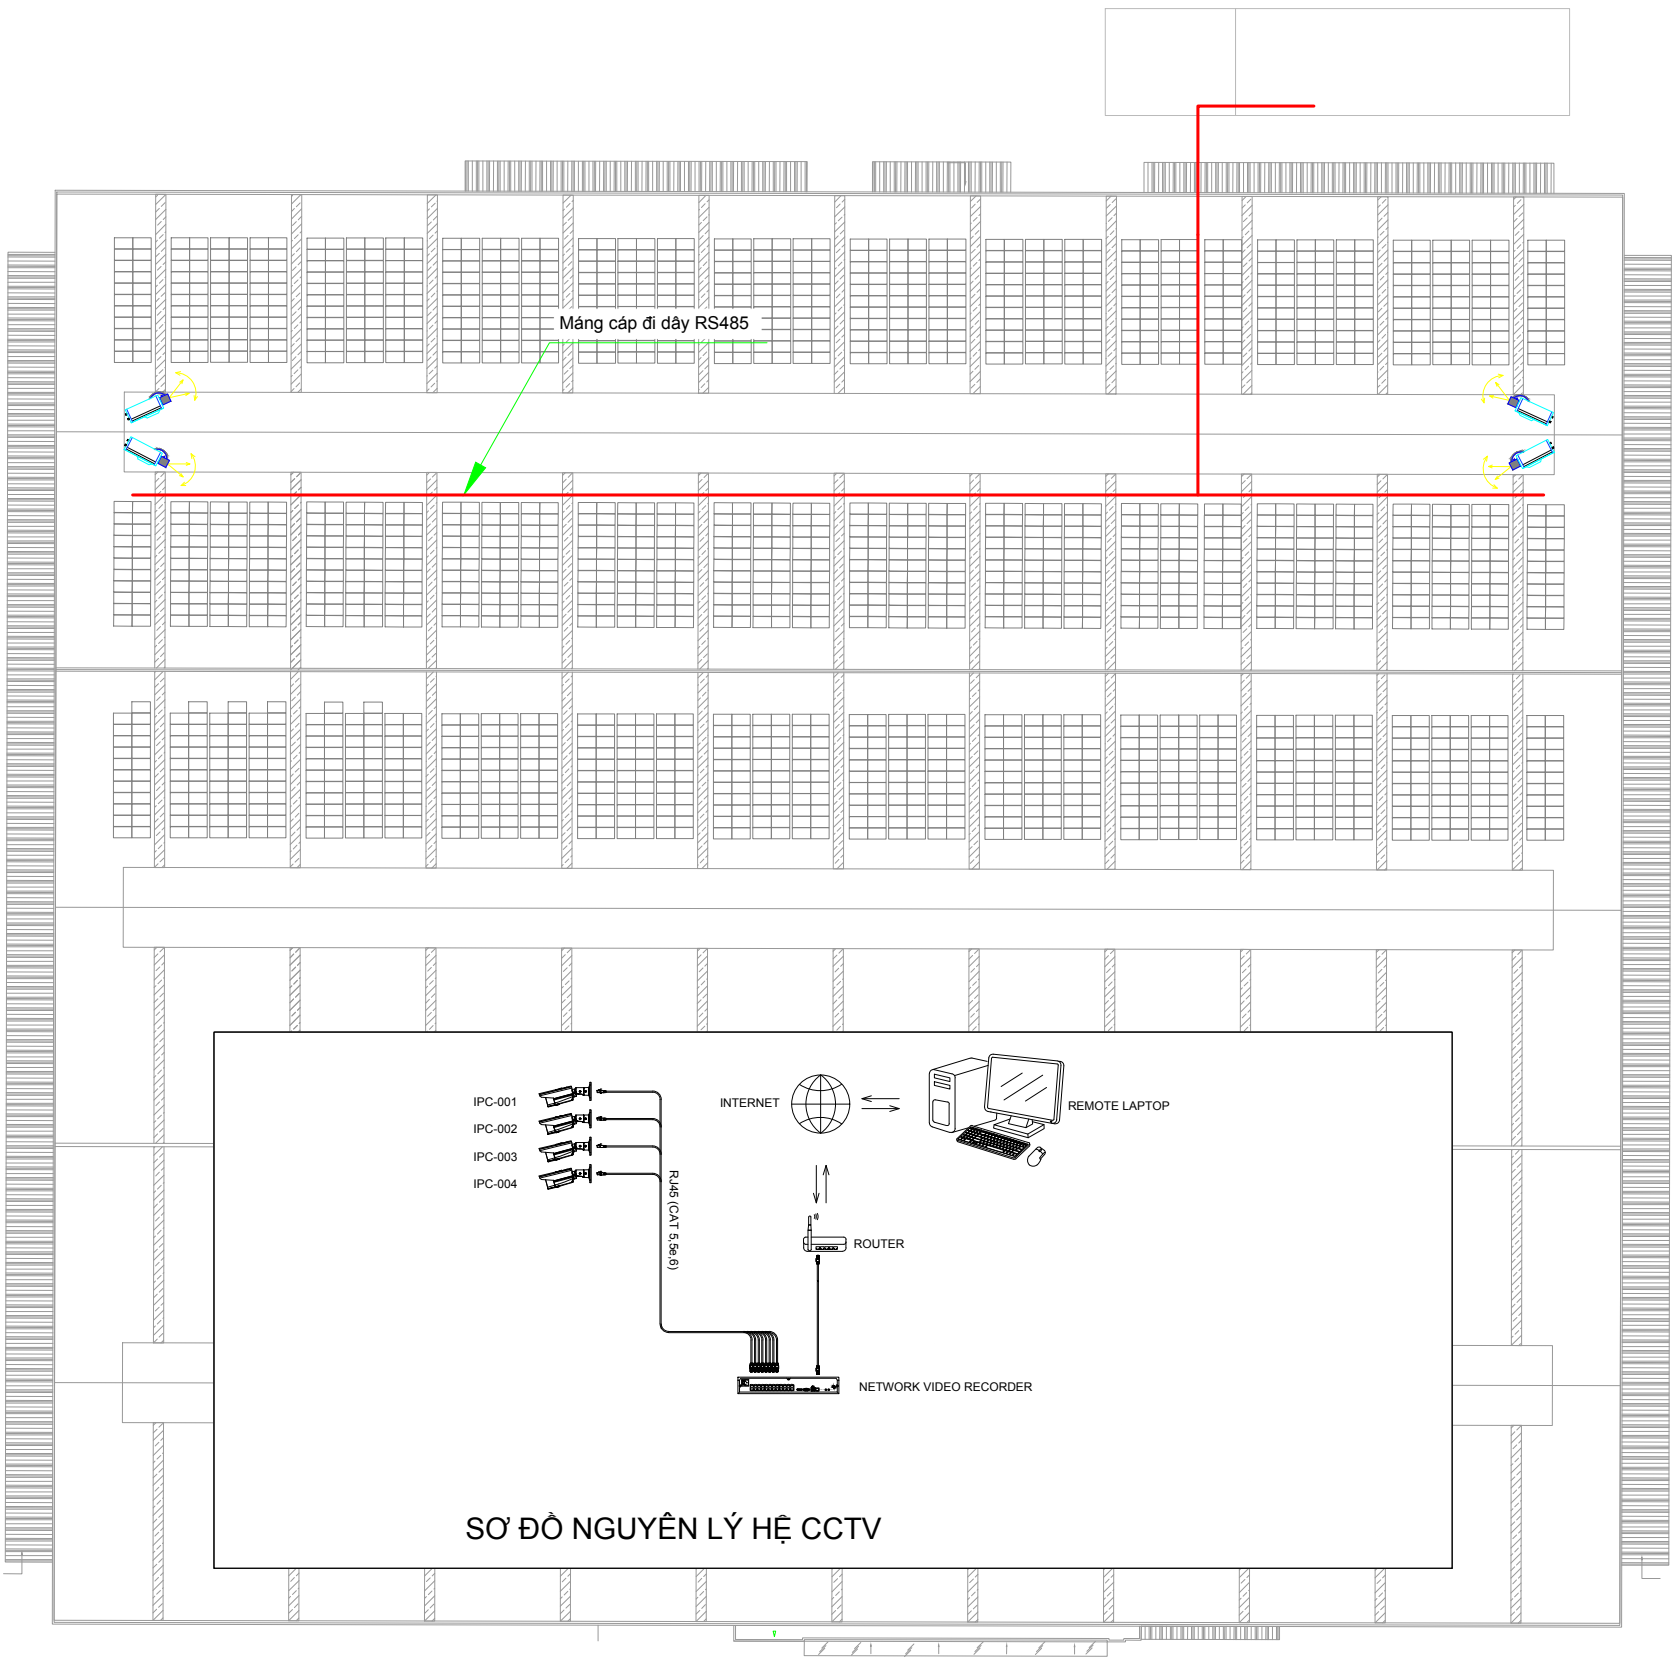 Máng cáp đi dây RS485
IPC-001
IPC-002
IPC-003
IPC-004
RJ45 (CAT 5,5e,6)
INTERNET
REMOTE LAPTOP
ROUTER
NETWORK VIDEO RECORDER
SƠ ĐỒ NGUYÊN LÝ HỆ CCTV